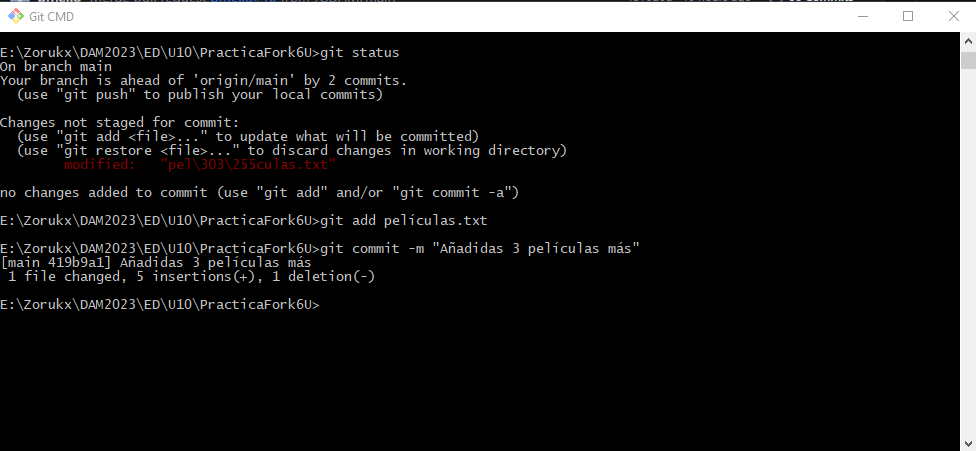 Git CMD
E:\Zorukx\DAM2023\ED\U10\PracticaFork6U>git status
On branch main
Your branch is ahead of 'origin/main' by 2 commits.
  (use "git push" to publish your local commits)
Changes not staged for commit:
  (use "git add <file>..." to update what will be committed)
  (use "git restore <file>..." to discard changes in working directory)
        modified:   "pel\303\255culas.txt"
no changes added to commit (use "git add" and/or "git commit -a")
E:\Zorukx\DAM2023\ED\U10\PracticaFork6U>git add películas.txt
E:\Zorukx\DAM2023\ED\U10\PracticaFork6U>git commit -m "Añadidas 3 películas más"
[main 419b9a1] Añadidas 3 películas más
 1 file changed, 5 insertions(+), 1 deletion(-)
E:\Zorukx\DAM2023\ED\U10\PracticaFork6U>